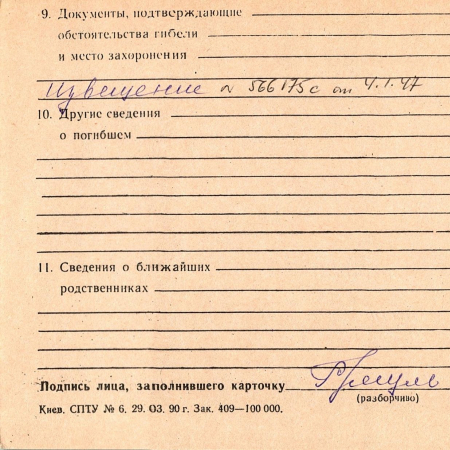 9. Документы, подтверждающие
обстоятельства гибели
и место захоронения
Извещение № 566175с от 4.1.47
10. Другие сведения
о погибшем
11. Сведения о ближайших
родственниках
Подпись лица, заполнившего карточку
(разборчиво)
Киев. СПТУ № 6. 29. 03. 90 г. Зак. 409—100 000.